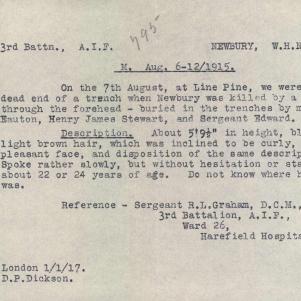 3rd Battn., A.I.F. 795 NEWBURY, W.H.
M. Aug. 6-12/1915.
On the 7th August, at Line Pine, we were
dead end of a trench when Newbury was killed by a
through the forehead - buried in the trenches by m
Eauton, Henry James Stewart, and Sergeant Edward.
Description. About 5'9½" in height, bl
light brown hair, which was inclined to be curly,
pleasant face, and disposition of the same descrip
Spoke rather slowly, but without hesitation or sta
about 22 or 24 years of age. Do not know where h
was.
Reference - Sergeant R.L.Graham, D.C.M.,
3rd Battalion, A.I.F.,
Ward 26,
Harefield Hospita
London 1/1/17.
D.P.Dickson.